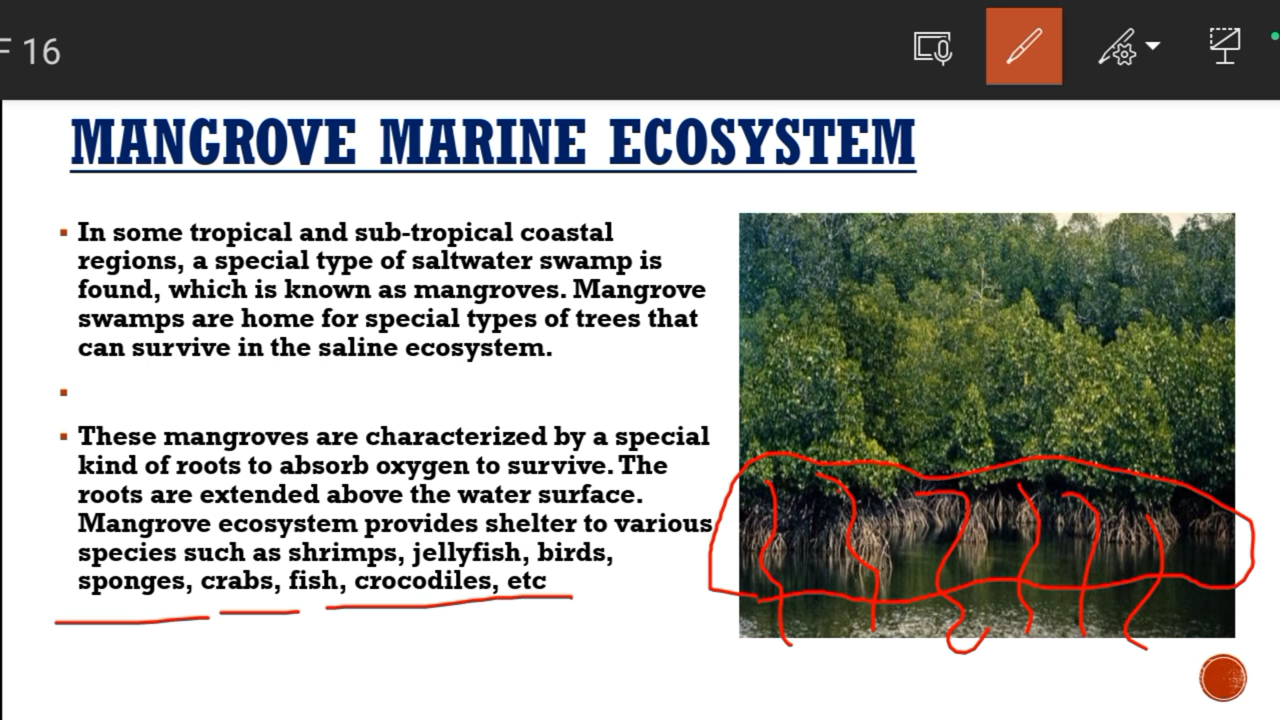 F 16
MANGROVE MARINE ECOSYSTEM
In some tropical and sub-tropical coastal
regions, a special type of saltwater swamp is
found, which is known as mangroves. Mangrove
swamps are home for special types of trees that
can survive in the saline ecosystem.
These mangroves are characterized by a special
kind of roots to absorb oxygen to survive. The
roots are extended above the water surface.
Mangrove ecosystem provides shelter to various
species such as shrimps, jellyfish, birds,
sponges, crabs, fish, crocodiles, etc